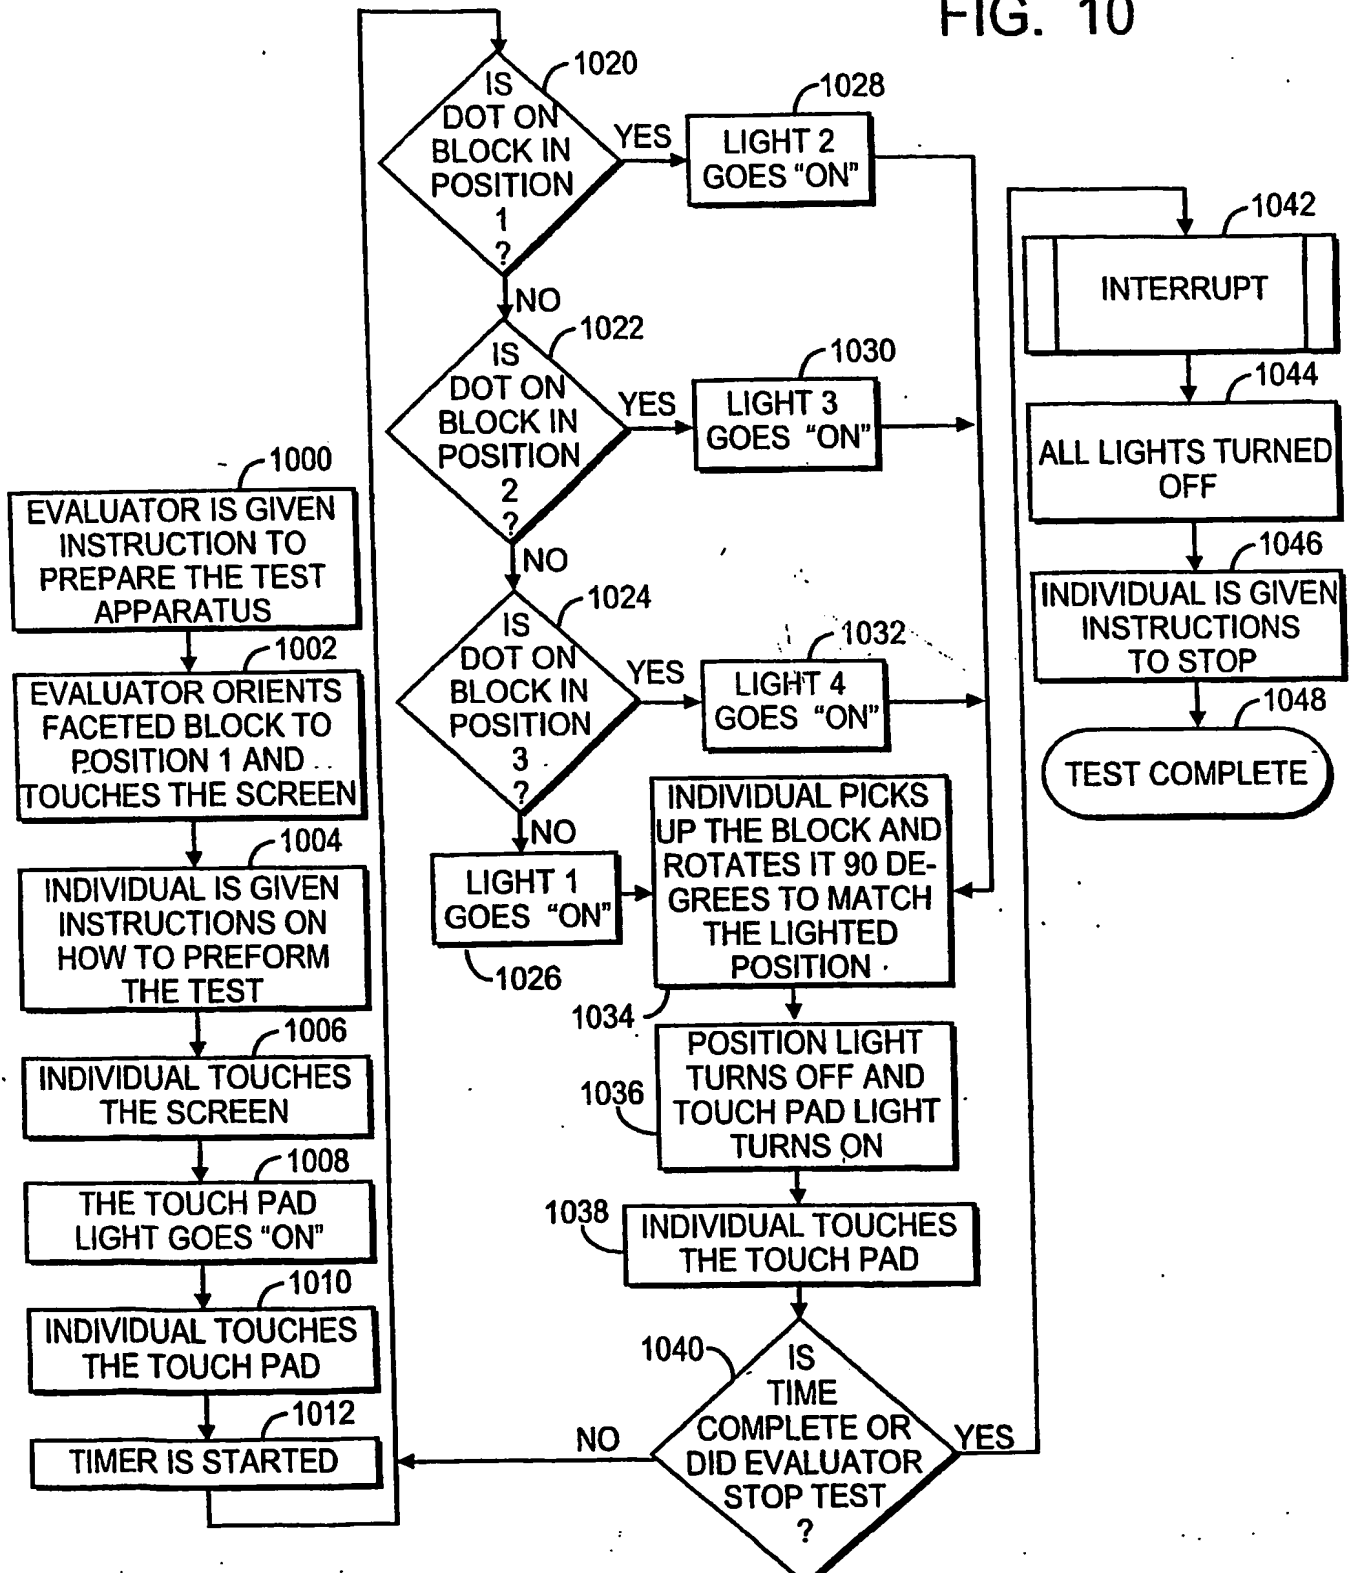 FIG. 10
1000
EVALUATOR IS GIVEN
INSTRUCTION TO
PREPARE THE TEST
APPARATUS
1002
EVALUATOR ORIENTS
FACETED BLOCK TO
POSITION 1 AND
TOUCHES THE SCREEN
1004
INDIVIDUAL IS GIVEN
INSTRUCTIONS ON
HOW TO PREFORM
THE TEST
1006
INDIVIDUAL TOUCHES
THE SCREEN
1008
THE TOUCH PAD
LIGHT GOES "ON"
1010
INDIVIDUAL TOUCHES
THE TOUCH PAD
1012
TIMER IS STARTED
1020
IS
DOT ON
BLOCK IN
POSITION
1
?
YES
1028
LIGHT 2
GOES "ON"
NO
1022
IS
DOT ON
BLOCK IN
POSITION
2
?
YES
1030
LIGHT 3
GOES "ON"
NO
1024
IS
DOT ON
BLOCK IN
POSITION
3
?
YES
1032
LIGHT 4
GOES "ON"
NO
LIGHT 1
GOES "ON"
1026
INDIVIDUAL PICKS
UP THE BLOCK AND
ROTATES IT 90 DE-
GREES TO MATCH
THE LIGHTED
POSITION
1034
POSITION LIGHT
TURNS OFF AND
TOUCH PAD LIGHT
TURNS ON
1036
1038
INDIVIDUAL TOUCHES
THE TOUCH PAD
1040
IS
TIME
COMPLETE OR
DID EVALUATOR
STOP TEST
?
NO
YES
1042
INTERRUPT
1044
ALL LIGHTS TURNED
OFF
1046
INDIVIDUAL IS GIVEN
INSTRUCTIONS
TO STOP
1048
TEST COMPLETE